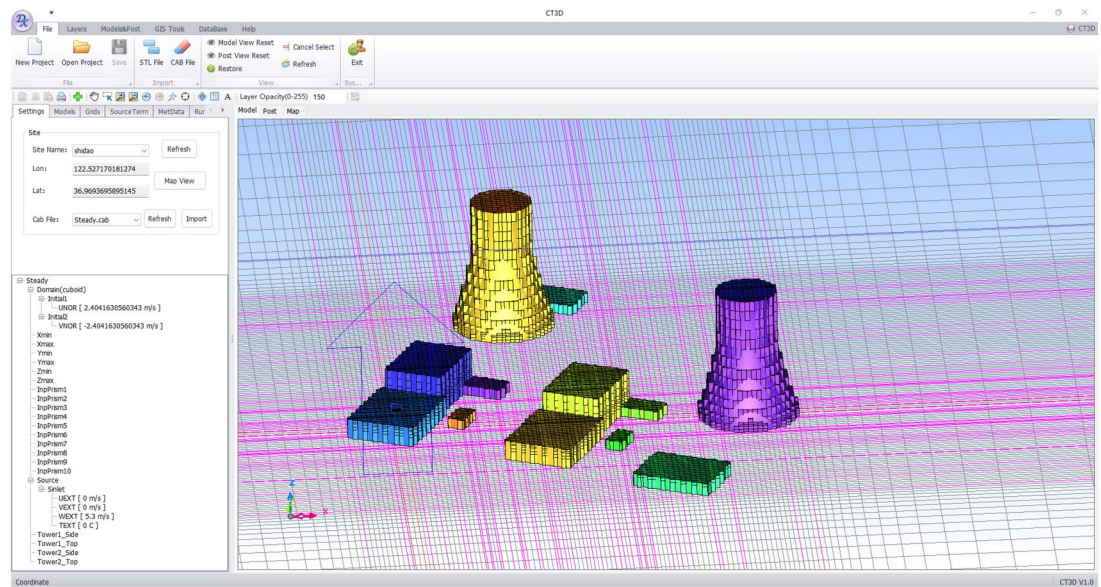 CT3D
File Layers Models&Post GIS Tools DataBase Help CT3D
New Project Open Project Save STL File CAB File Model View Reset Cancel Select Exit
Post View Reset Refresh
Restore
File Import View Sys...
A Layer Opacity(0-255) 150
Settings Models Grids SourceTerm MetData Rur Model Post Map
Site
Site Name: shidao Refresh
Lon: 122.527170181274
Map View
Lat: 36.9693695895145
Cab File: Steady.cab Refresh Import
Steady
Domain(cuboid)
Initial1
UNOR [ 2.4041630560343 m/s ]
Initial2
VNOR [ -2.4041630560343 m/s ]
Xmin
Xmax
Ymin
Ymax
Zmin
Zmax
InpPrism1
InpPrism2
InpPrism3
InpPrism4
InpPrism5
InpPrism6
InpPrism7
InpPrism8
InpPrism9
InpPrism10
Source
Sinlet
UEXT [ 0 m/s ]
VEXT [ 0 m/s ]
WEXT [ 5.3 m/s ]
TEXT [ 0 C ]
Tower1_Side
Tower1_Top
Tower2_Side
Tower2_Top
Z
X
Coordinate CT3D V1.0